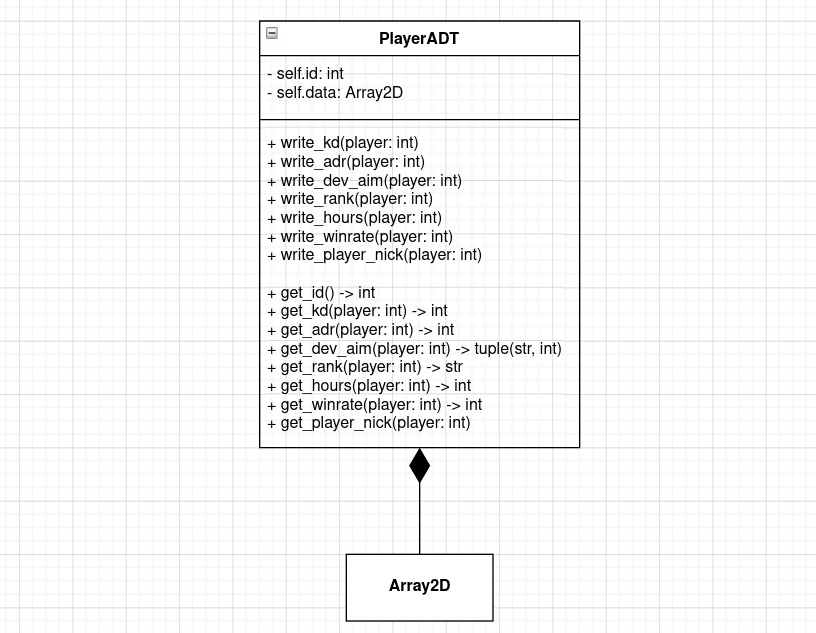 PlayerADT
- self.id: int
- self.data: Array2D
+ write_kd(player: int)
+ write_adr(player: int)
+ write_dev_aim(player: int)
+ write_rank(player: int)
+ write_hours(player: int)
+ write_winrate(player: int)
+ write_player_nick(player: int)
+ get_id() -> int
+ get_kd(player: int) -> int
+ get_adr(player: int) -> int
+ get_dev_aim(player: int) -> tuple(str, int)
+ get_rank(player: int) -> str
+ get_hours(player: int) -> int
+ get_winrate(player: int) -> int
+ get_player_nick(player: int)
Array2D